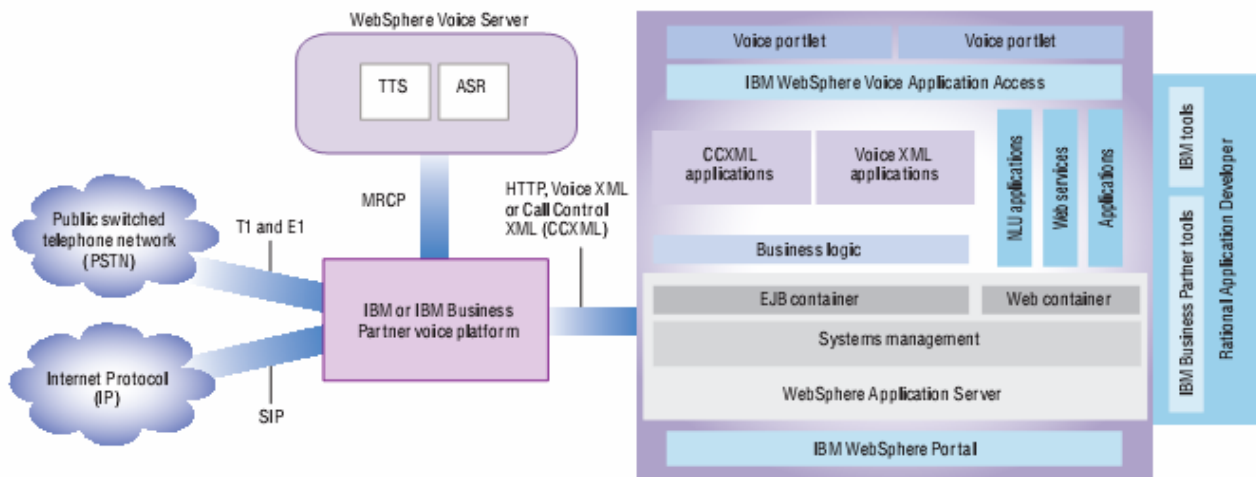 WebSphere Voice Server
TTS
ASR
MRCP
Public switched
telephone network
(PSTN)
T1 and E1
Internet Protocol
(IP)
SIP
IBM or IBM Business
Partner voice platform
HTTP, Voice XML
or Call Control
XML (CCXML)
Voice portlet
Voice portlet
IBM WebSphere Voice Application Access
CCXML
applications
Voice XML
applications
NLU applications
Web services
Applications
Business logic
EJB container
Web container
Systems management
WebSphere Application Server
IBM WebSphere Portal
IBM tools
IBM Business Partner tools
Rational Application Developer